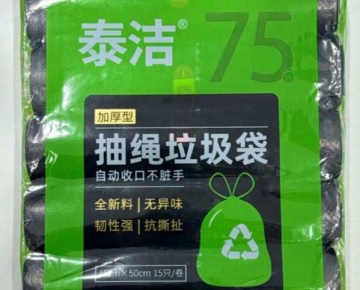 泰洁®
75
加厚型
抽绳垃圾袋
自动收口不脏手
全新料 | 无异味
韧性强 | 抗撕扯
×50cm 15只/卷